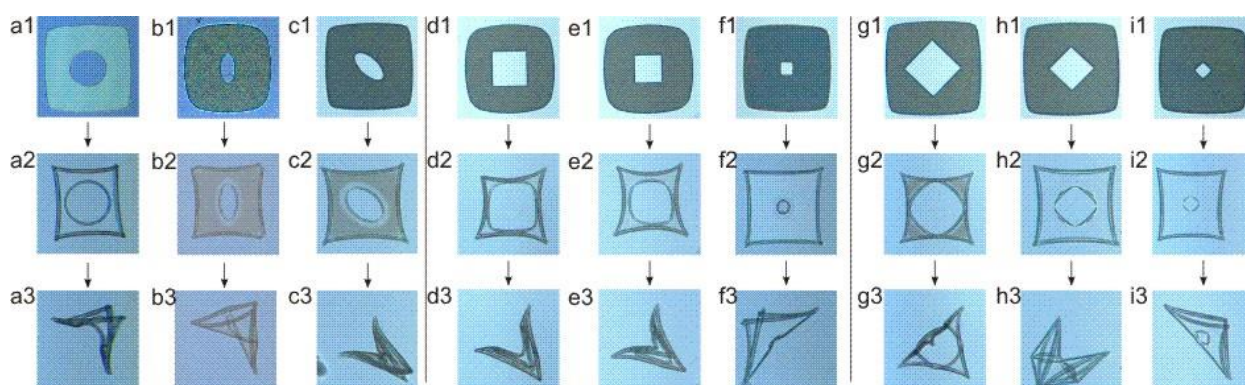 a1 b1 c1 d1 e1 f1 g1 h1 i1
a2 b2 c2 d2 e2 f2 g2 h2 i2
a3 b3 c3 d3 e3 f3 g3 h3 i3